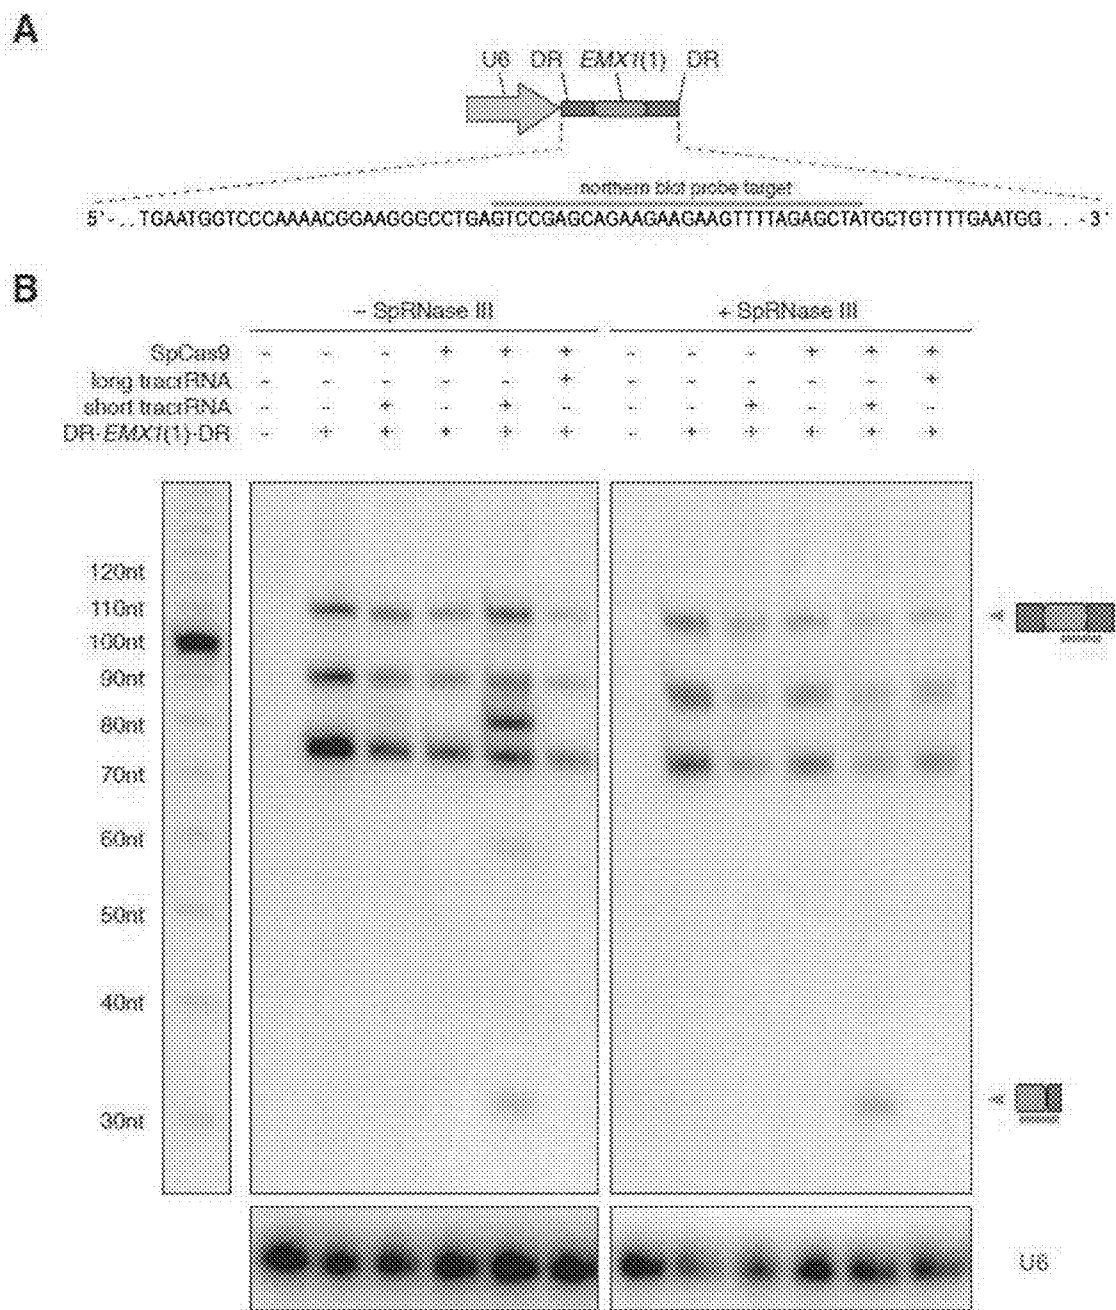 A
U6 DR EMX1(1) DR
northern blot probe target
5'-...TGAATGGTCCCAAAACGGAAGGGCCTGAGTCCGAGCAGAAGAAGAAGTTTTAGAGCTATGCTGTTTTGAATGG...-3'
B
- SpRNase III + SpRNase III
SpCas9 - - - + + + - - - + + +
long tracrRNA - - - - - + - - - - - +
short tracrRNA - - + - + - - - + - + -
DR-EMX1(1)-DR - + + + + + - + + + + +
120nt
110nt
100nt
90nt
80nt
70nt
60nt
50nt
40nt
30nt
U6